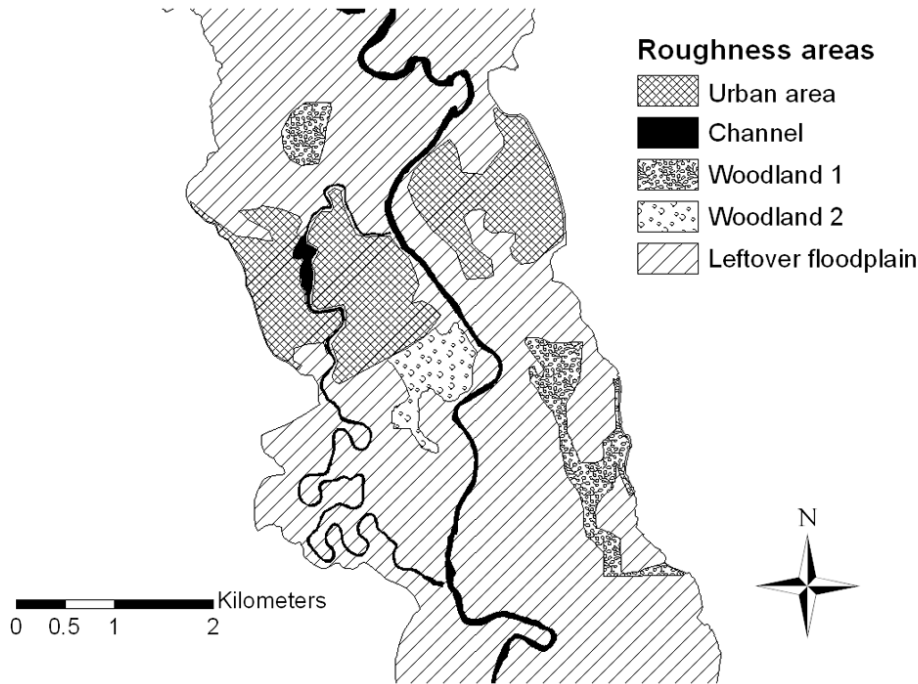 Roughness areas
Urban area
Channel
Woodland 1
Woodland 2
Leftover floodplain
N
Kilometers
0 0.5 1 2